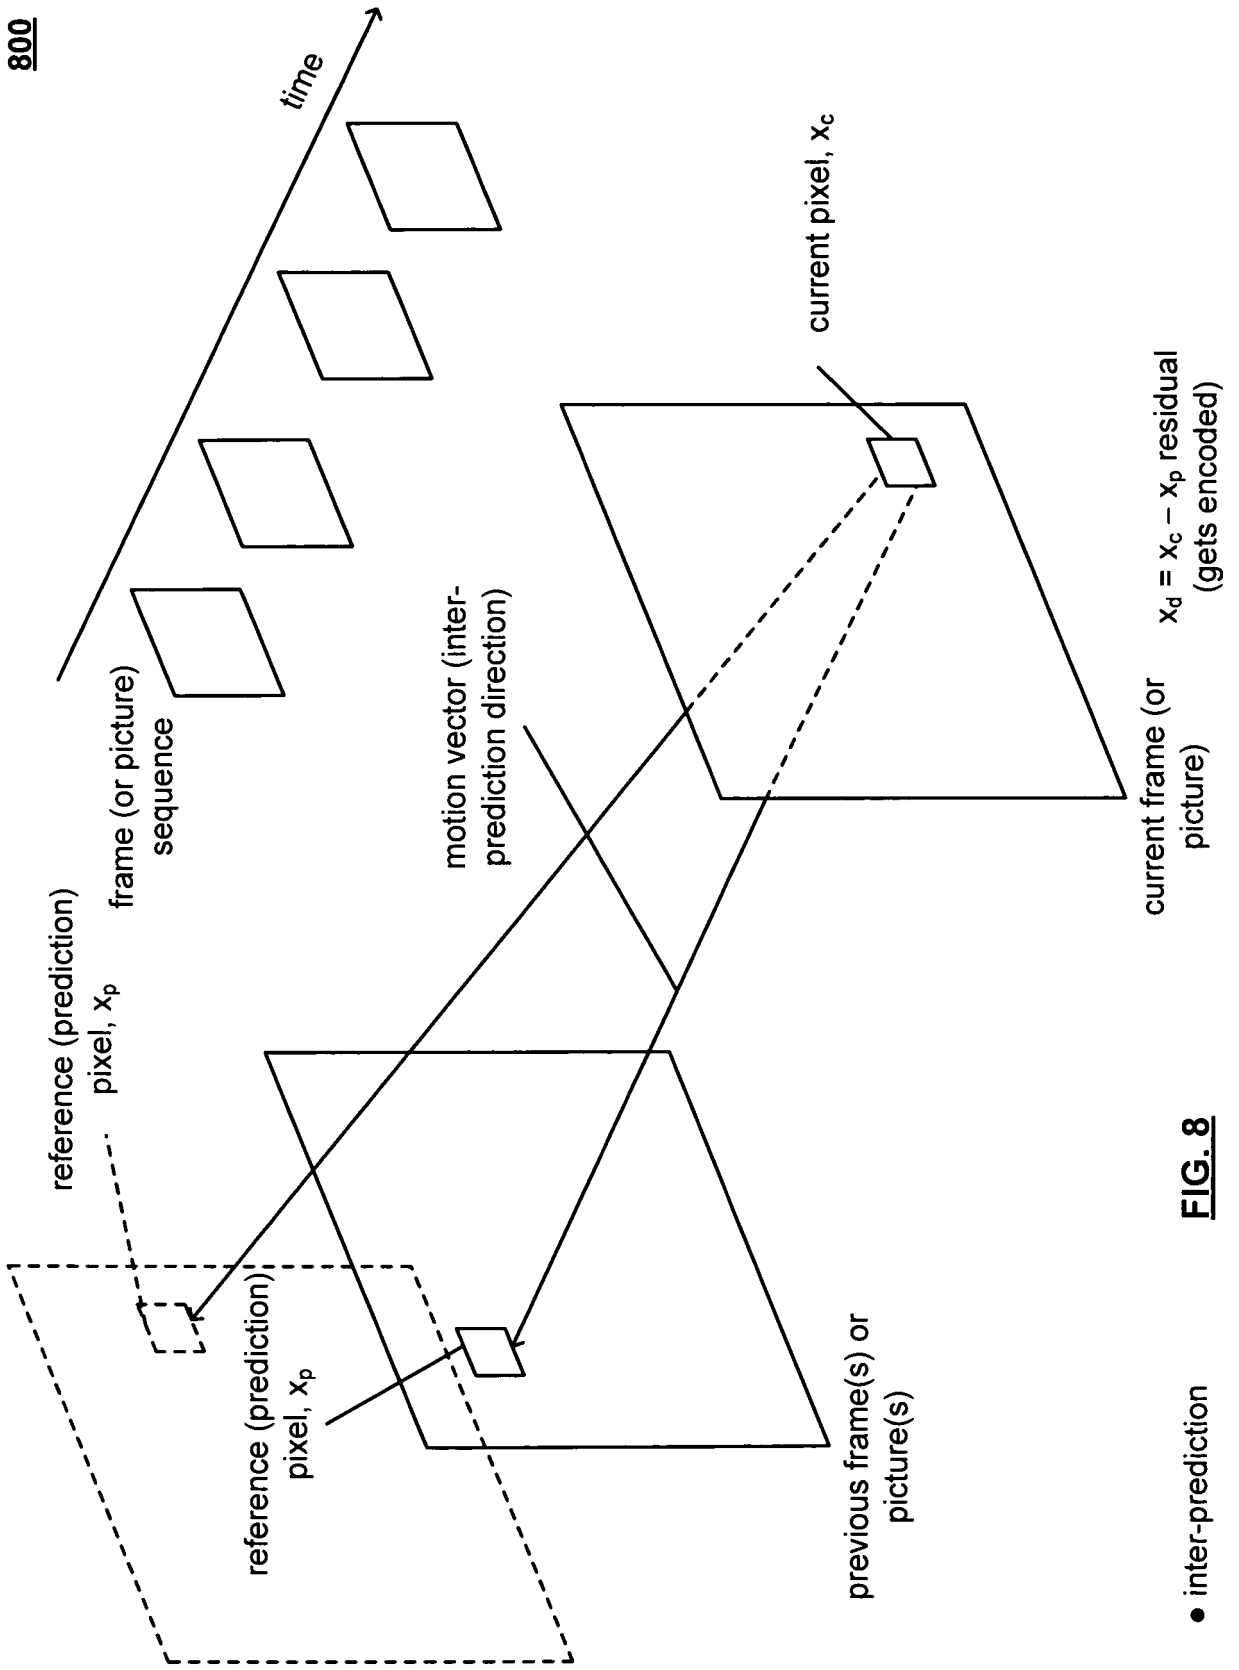 800
time
frame (or picture)
sequence
reference (prediction)
pixel, xp
motion vector (inter-
prediction direction)
current pixel, xc
reference (prediction)
pixel, xp
previous frame(s) or
picture(s)
current frame (or
picture)
xd = xc – xp residual
(gets encoded)
● inter-prediction
FIG. 8